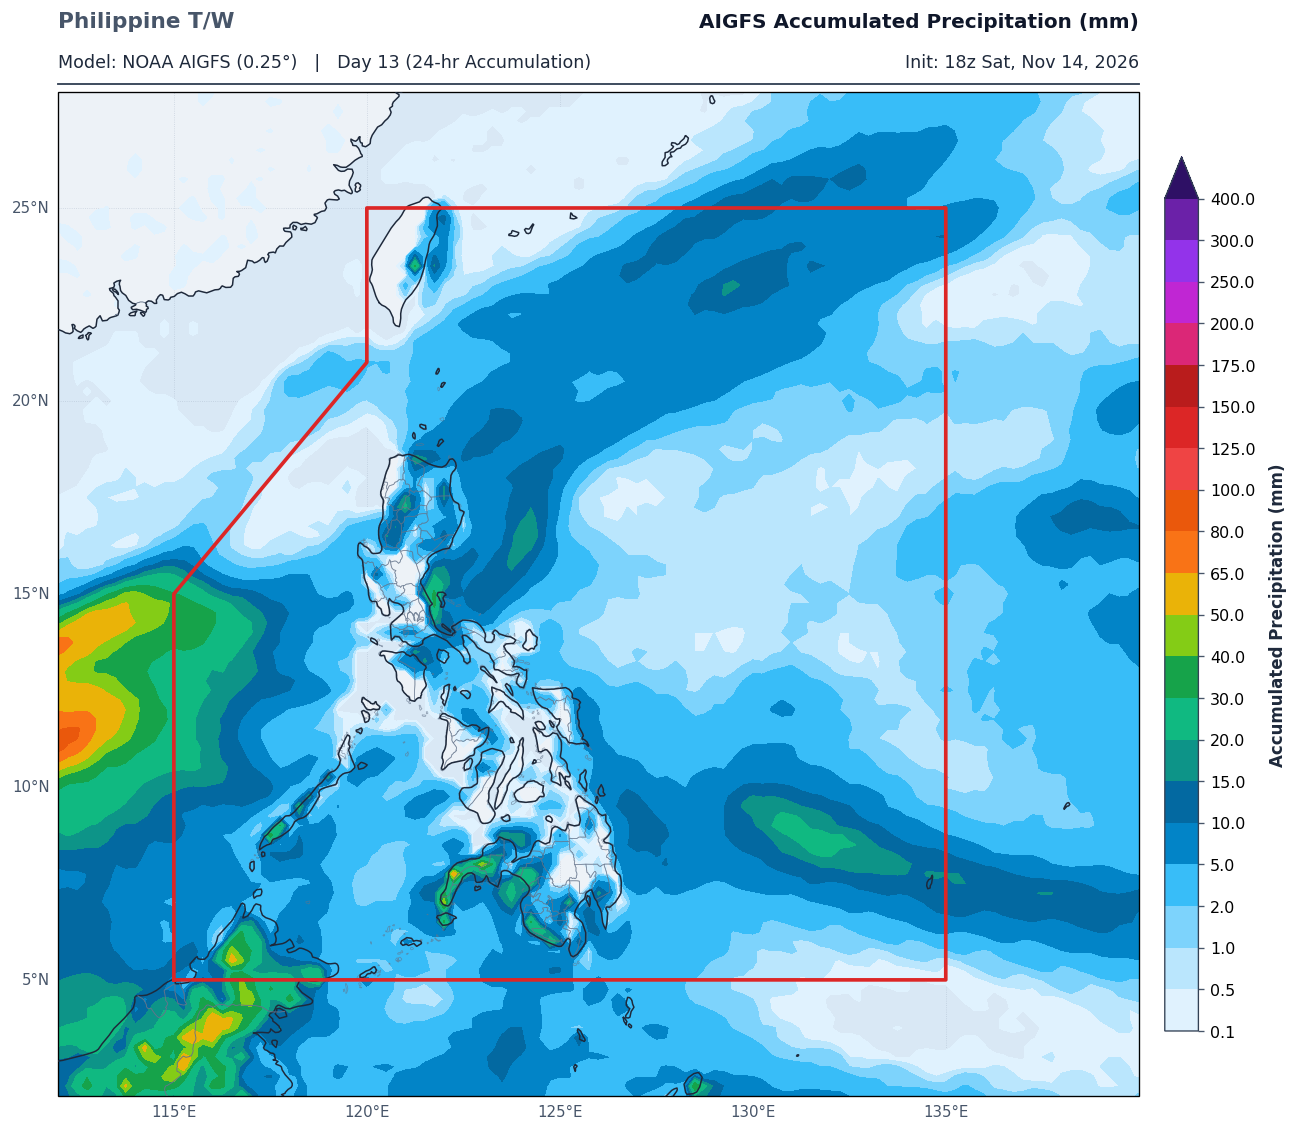 Philippine T/W
AIGFS Accumulated Precipitation (mm)
Model: NOAA AIGFS (0.25°)   |   Day 13 (24-hr Accumulation)
Init: 18z Sat, Nov 14, 2026
25°N
20°N
15°N
10°N
5°N
115°E
120°E
125°E
130°E
135°E
400.0
300.0
250.0
200.0
175.0
150.0
125.0
100.0
80.0
65.0
50.0
40.0
30.0
20.0
15.0
10.0
5.0
2.0
1.0
0.5
0.1
Accumulated Precipitation (mm)